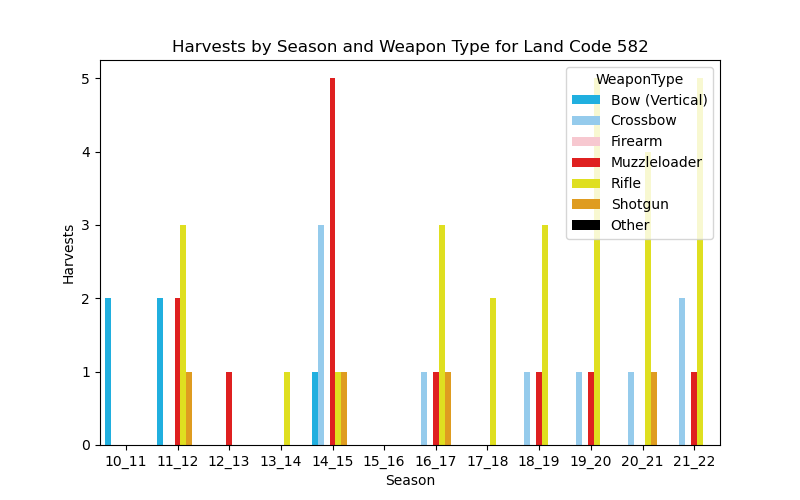 Harvests by Season and Weapon Type for Land Code 582
WeaponType
Bow (Vertical)
Crossbow
Firearm
Muzzleloader
Rifle
Shotgun
Other
Harvests
5
4
3
2
1
0
10_11 11_12 12_13 13_14 14_15 15_16 16_17 17_18 18_19 19_20 20_21 21_22
Season